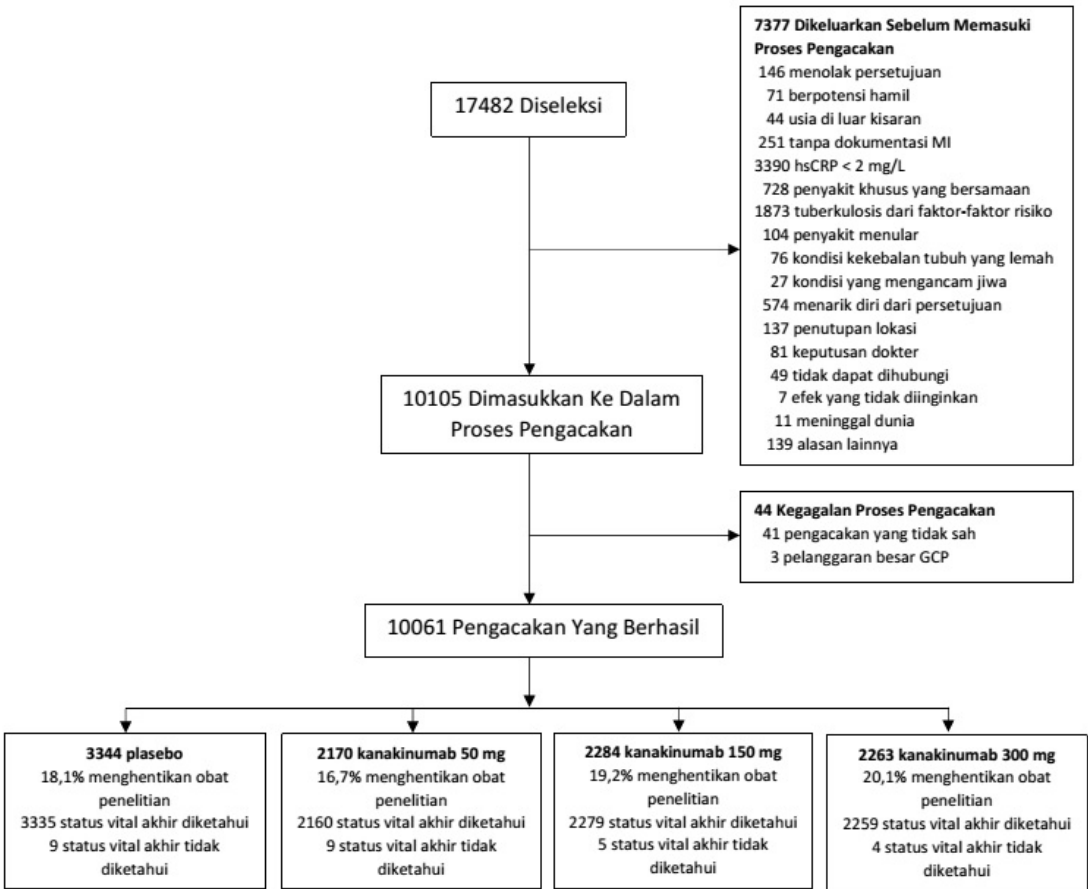 17482 Diseleksi
7377 Dikeluarkan Sebelum Memasuki
Proses Pengacakan
146 menolak persetujuan
71 berpotensi hamil
44 usia di luar kisaran
251 tanpa dokumentasi MI
3390 hsCRP < 2 mg/L
728 penyakit khusus yang bersamaan
1873 tuberkulosis dari faktor-faktor risiko
104 penyakit menular
76 kondisi kekebalan tubuh yang lemah
27 kondisi yang mengancam jiwa
574 menarik diri dari persetujuan
137 penutupan lokasi
81 keputusan dokter
49 tidak dapat dihubungi
7 efek yang tidak diinginkan
11 meninggal dunia
139 alasan lainnya
10105 Dimasukkan Ke Dalam
Proses Pengacakan
44 Kegagalan Proses Pengacakan
41 pengacakan yang tidak sah
3 pelanggaran besar GCP
10061 Pengacakan Yang Berhasil
3344 plasebo
18,1% menghentikan obat
penelitian
3335 status vital akhir diketahui
9 status vital akhir tidak
diketahui
2170 kanakinumab 50 mg
16,7% menghentikan obat
penelitian
2160 status vital akhir diketahui
9 status vital akhir tidak
diketahui
2284 kanakinumab 150 mg
19,2% menghentikan obat
penelitian
2279 status vital akhir diketahui
5 status vital akhir tidak
diketahui
2263 kanakinumab 300 mg
20,1% menghentikan obat
penelitian
2259 status vital akhir diketahui
4 status vital akhir tidak
diketahui